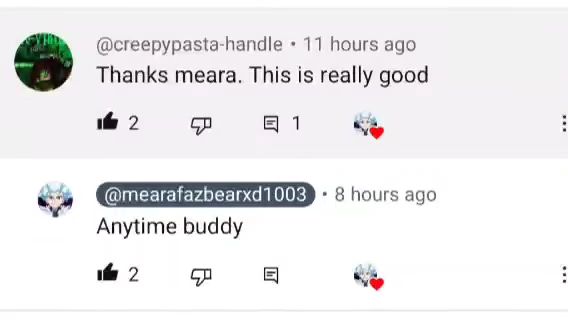 @creepypasta-handle • 11 hours ago
Thanks meara. This is really good
2 1
@mearafazbearxd1003 • 8 hours ago
Anytime buddy
2